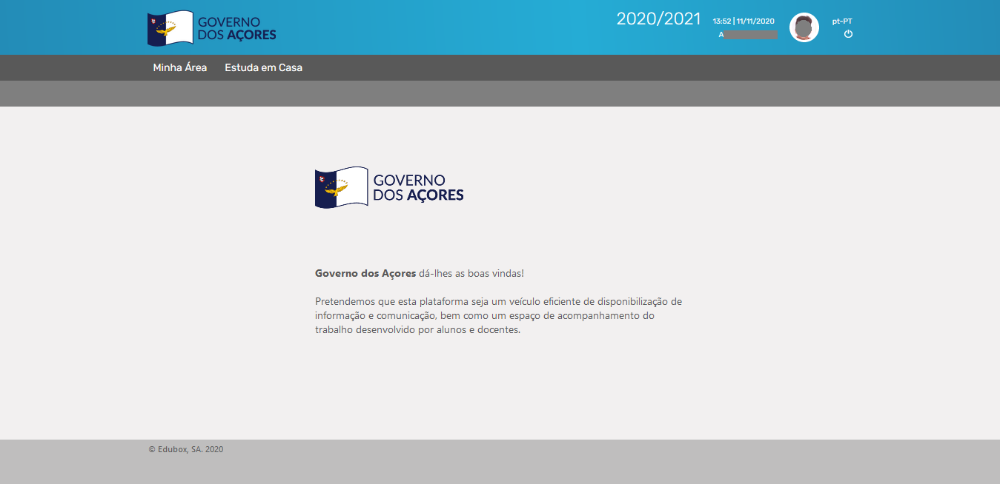 GOVERNO
DOS AÇORES
2020/2021
13:52 | 11/11/2020
A
pt-PT
Minha Área
Estuda em Casa
GOVERNO
DOS AÇORES
Governo dos Açores dá-lhes as boas vindas!
Pretendemos que esta plataforma seja um veículo eficiente de disponibilização de
informação e comunicação, bem como um espaço de acompanhamento do
trabalho desenvolvido por alunos e docentes.
© Edubox, SA. 2020